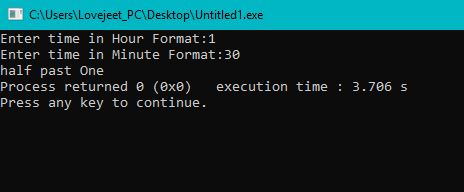 C:\Users\Lovejeet_PC\Desktop\Untitled1.exe
Enter time in Hour Format:1
Enter time in Minute Format:30
half past One
Process returned 0 (0x0)   execution time : 3.706 s
Press any key to continue.